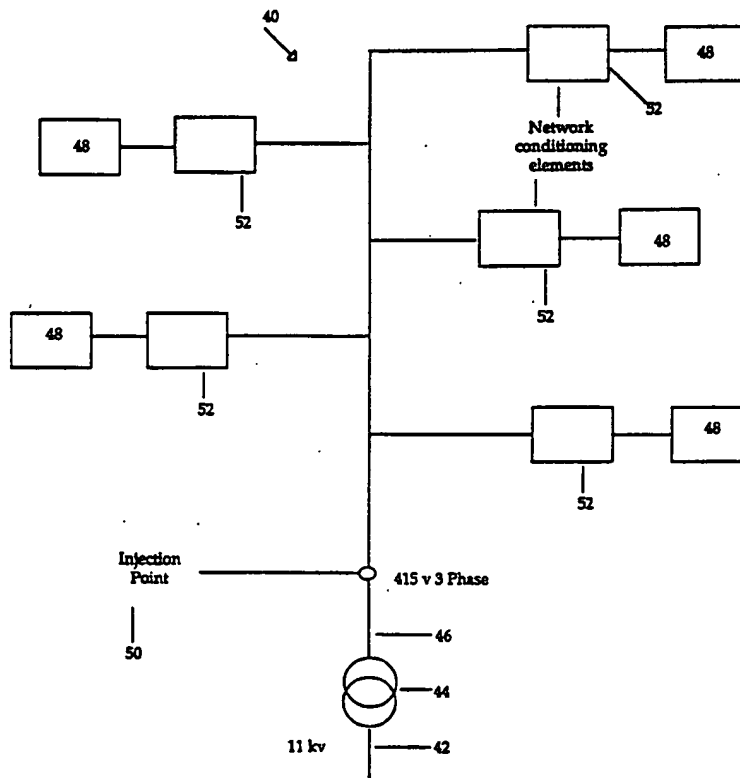 40
48
52
Network
conditioning
elements
48
52
48
52
48
52
48
52
Injection
Point
415 v 3 Phase
50
46
44
11 kv
42